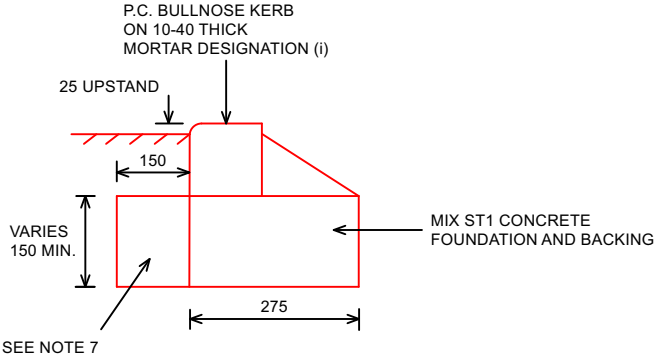 P.C. BULLNOSE KERB
ON 10-40 THICK
MORTAR DESIGNATION (i)
25 UPSTAND
150
VARIES
150 MIN.
MIX ST1 CONCRETE
FOUNDATION AND BACKING
275
SEE NOTE 7